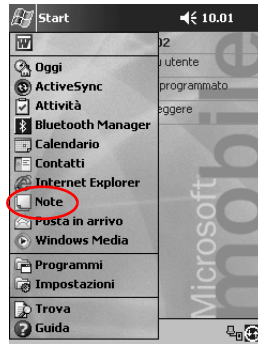 Start 10.01
02
utente
Oggi
ActiveSync
programmato
Attività
eggere
Bluetooth Manager
Calendario
Contatti
Internet Explorer
Note
Posta in arrivo
Windows Media
Programmi
Impostazioni
Trova
Guida
Microsoft
mobile